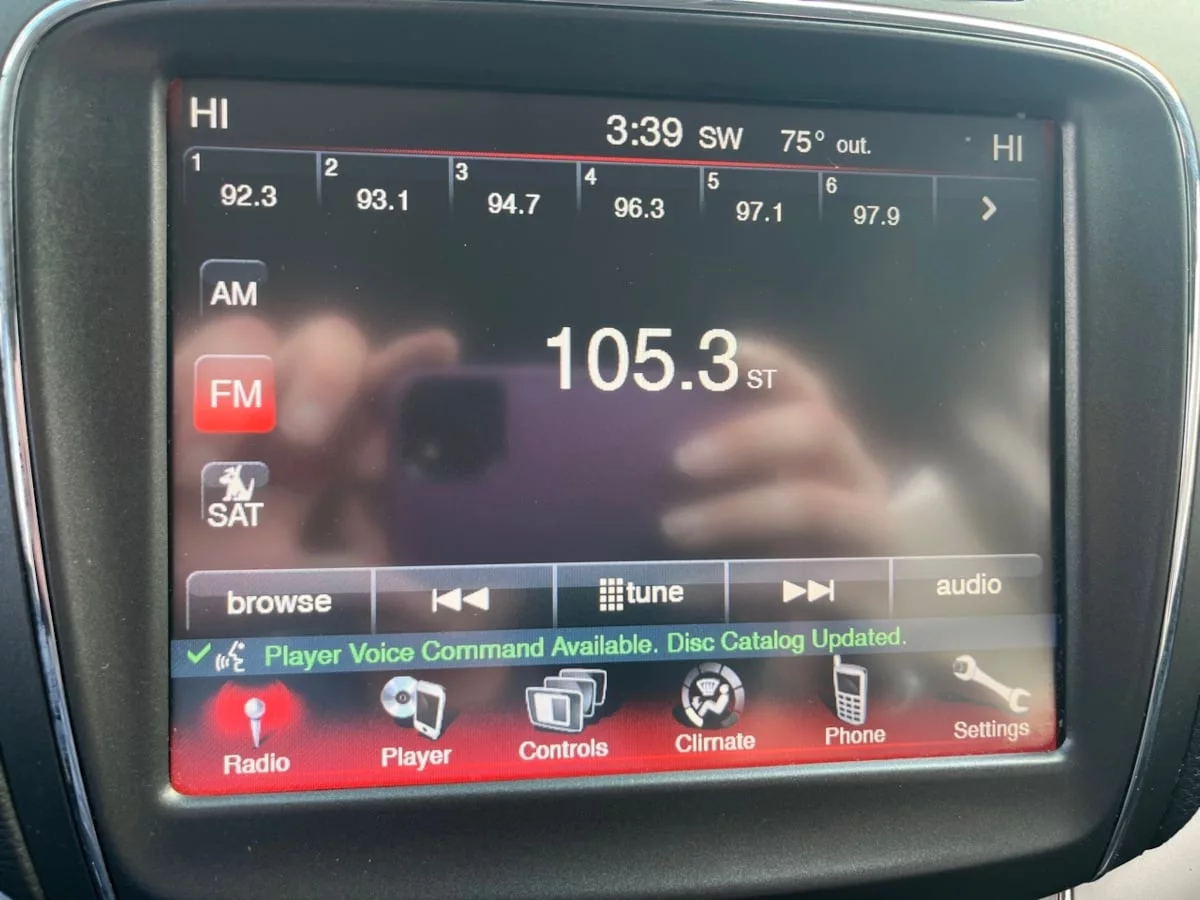 HI 3:39 SW 75° out. HI
1 92.3 2 93.1 3 94.7 4 96.3 5 97.1 6 97.9
AM
105.3 ST
FM
SAT
browse tune audio
Player Voice Command Available. Disc Catalog Updated.
Radio Player Controls Climate Phone Settings